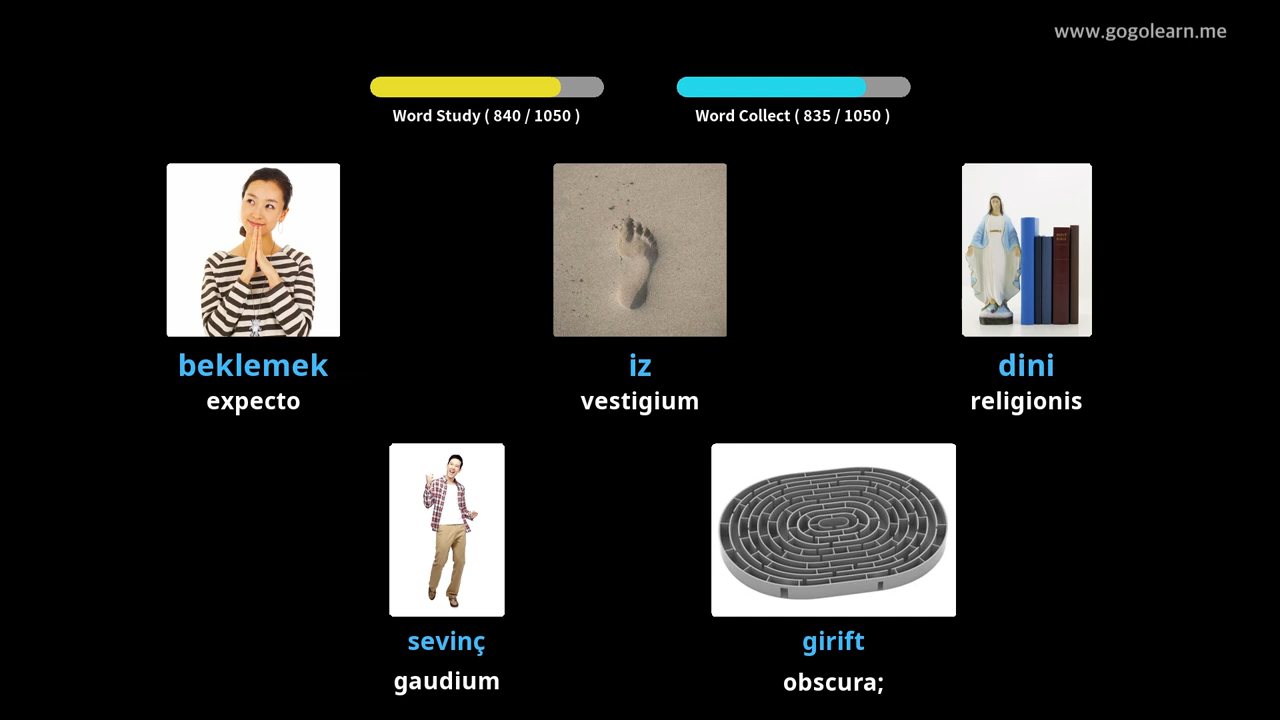 www.gogolearn.me
Word Study ( 840 / 1050 )
Word Collect ( 835 / 1050 )
beklemek
expecto
iz
vestigium
dini
religionis
sevinç
gaudium
girift
obscura;